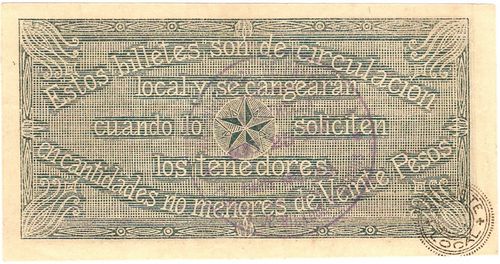 Estos billetes son de circulación
local y se cangearán
cuando lo soliciten
los tenedores
en cantidades no menores de Veinte Pesos
LOCAL